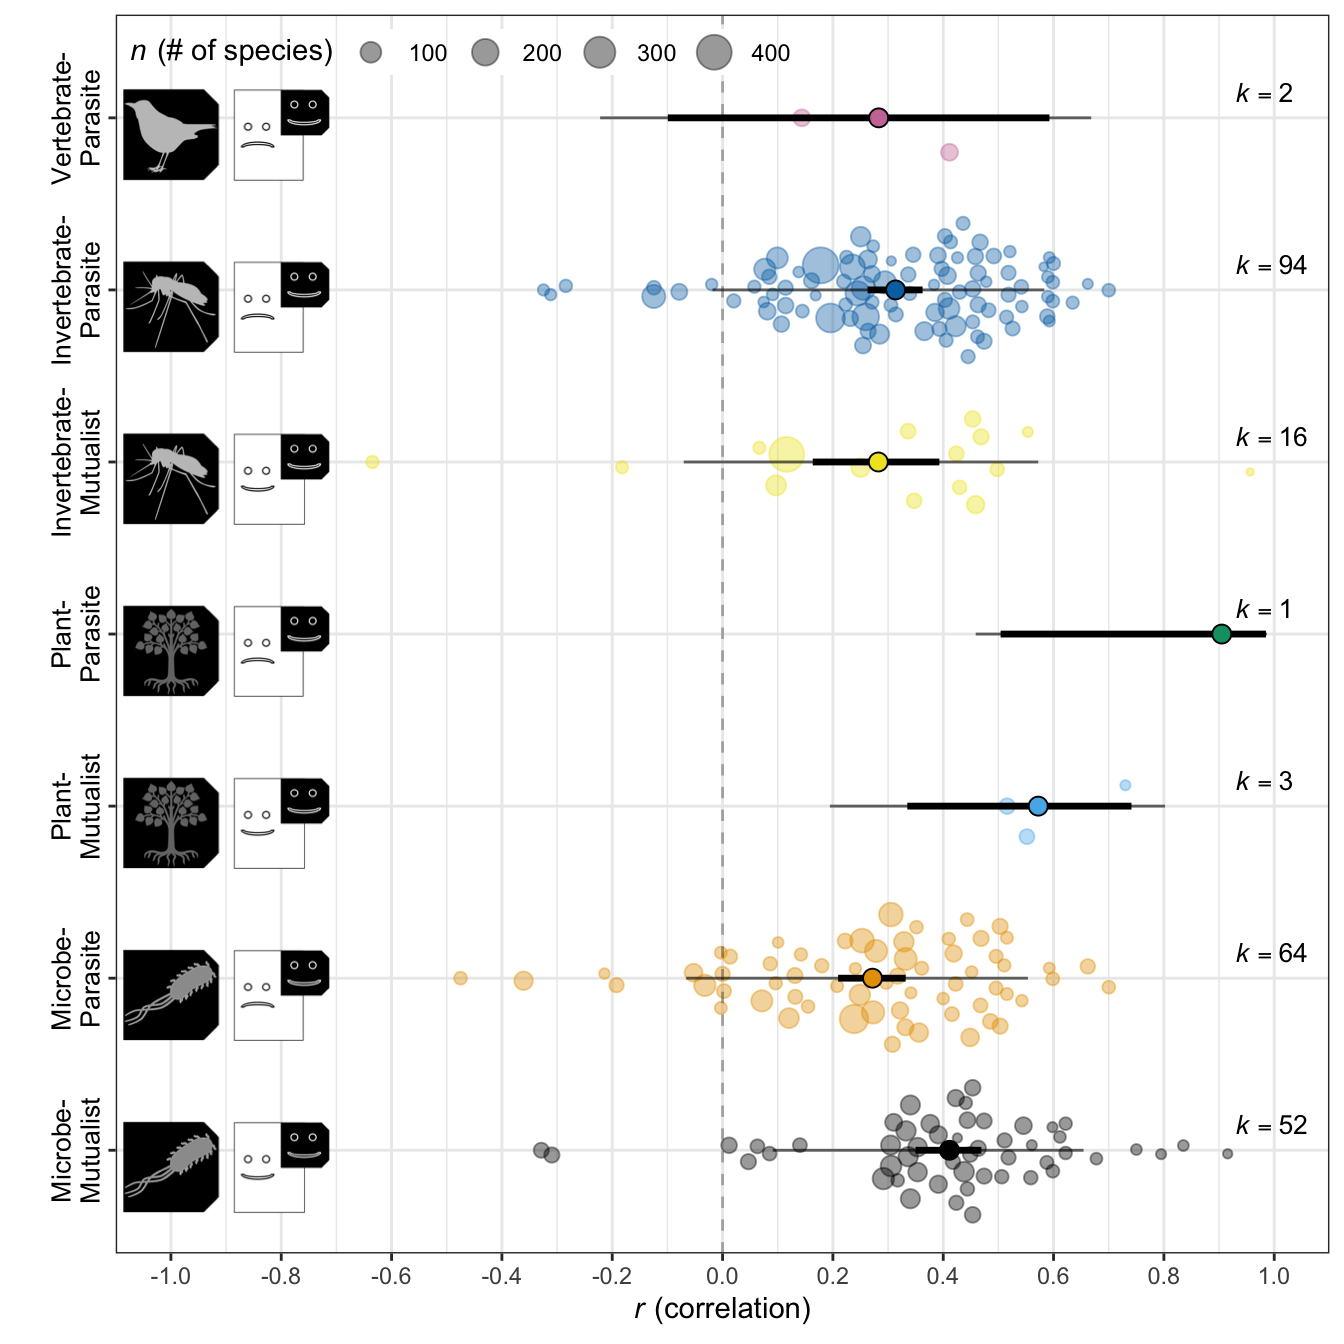 n (# of species) 100 200 300 400
Vertebrate-
Parasite
k = 2
Invertebrate-
Parasite
k = 94
Invertebrate-
Mutualist
k = 16
Plant-
Parasite
k = 1
Plant-
Mutualist
k = 3
Microbe-
Parasite
k = 64
Microbe-
Mutualist
k = 52
-1.0 -0.8 -0.6 -0.4 -0.2 0.0 0.2 0.4 0.6 0.8 1.0
r (correlation)